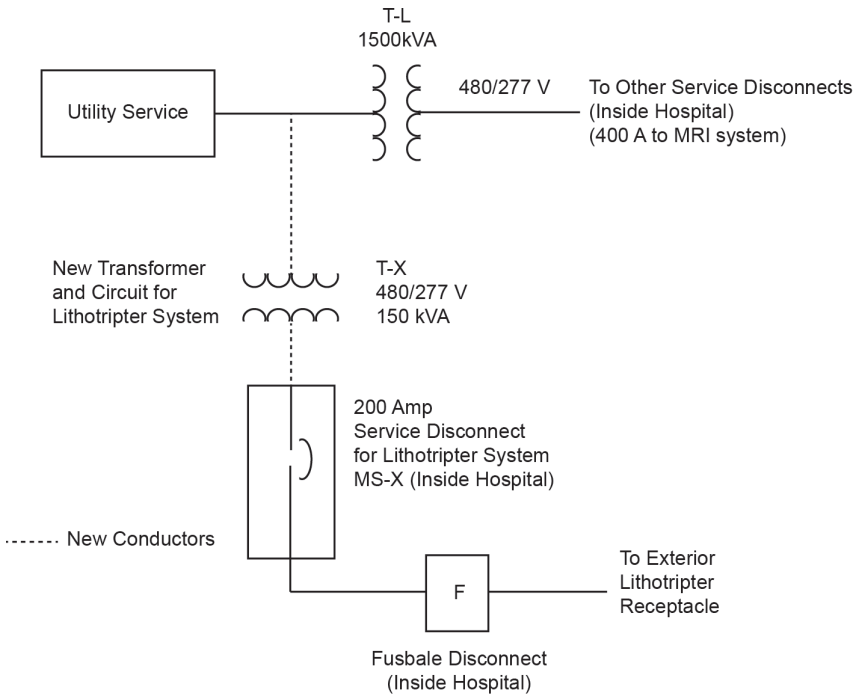 T-L
1500kVA
Utility Service
480/277 V
To Other Service Disconnects
(Inside Hospital)
(400 A to MRI system)
New Transformer
and Circuit for
Lithotripter System
T-X
480/277 V
150 kVA
200 Amp
Service Disconnect
for Lithotripter System
MS-X (Inside Hospital)
New Conductors
To Exterior
Lithotripter
Receptacle
F
Fusbale Disconnect
(Inside Hospital)